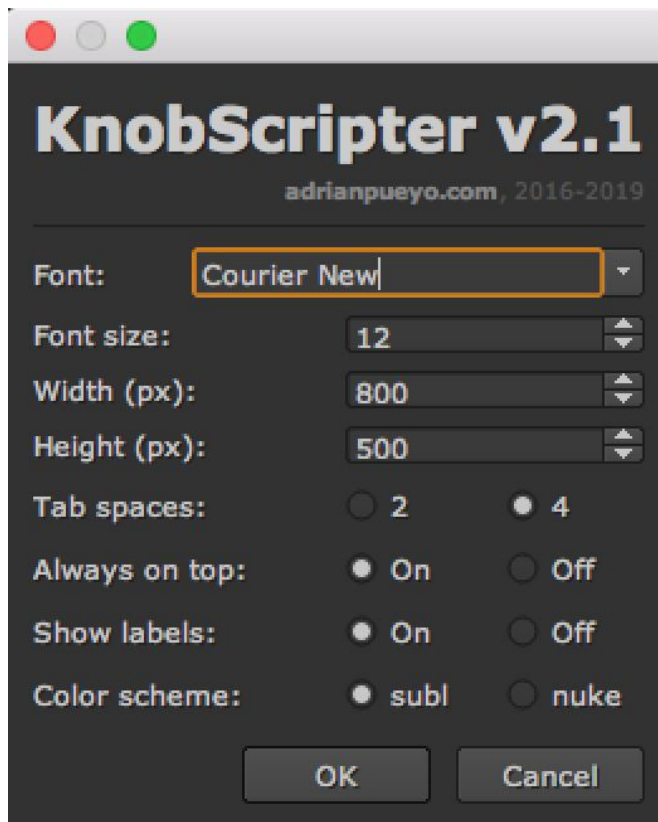 KnobScripter v2.1
adrianpueyo.com, 2016-2019
Font: Courier New
Font size: 12
Width (px): 800
Height (px): 500
Tab spaces: 2 4
Always on top: On Off
Show labels: On Off
Color scheme: subl nuke
OK Cancel